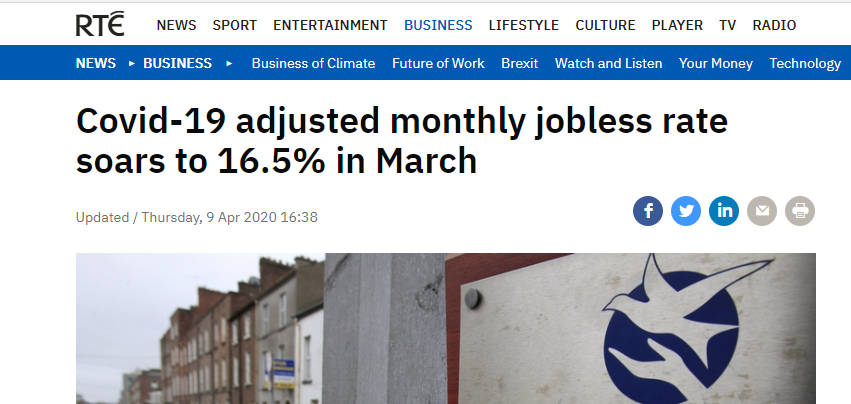 RTÉ
NEWS SPORT ENTERTAINMENT BUSINESS LIFESTYLE CULTURE PLAYER TV RADIO
NEWS ▸ BUSINESS ▸ Business of Climate Future of Work Brexit Watch and Listen Your Money Technology
Covid-19 adjusted monthly jobless rate
soars to 16.5% in March
Updated / Thursday, 9 Apr 2020 16:38